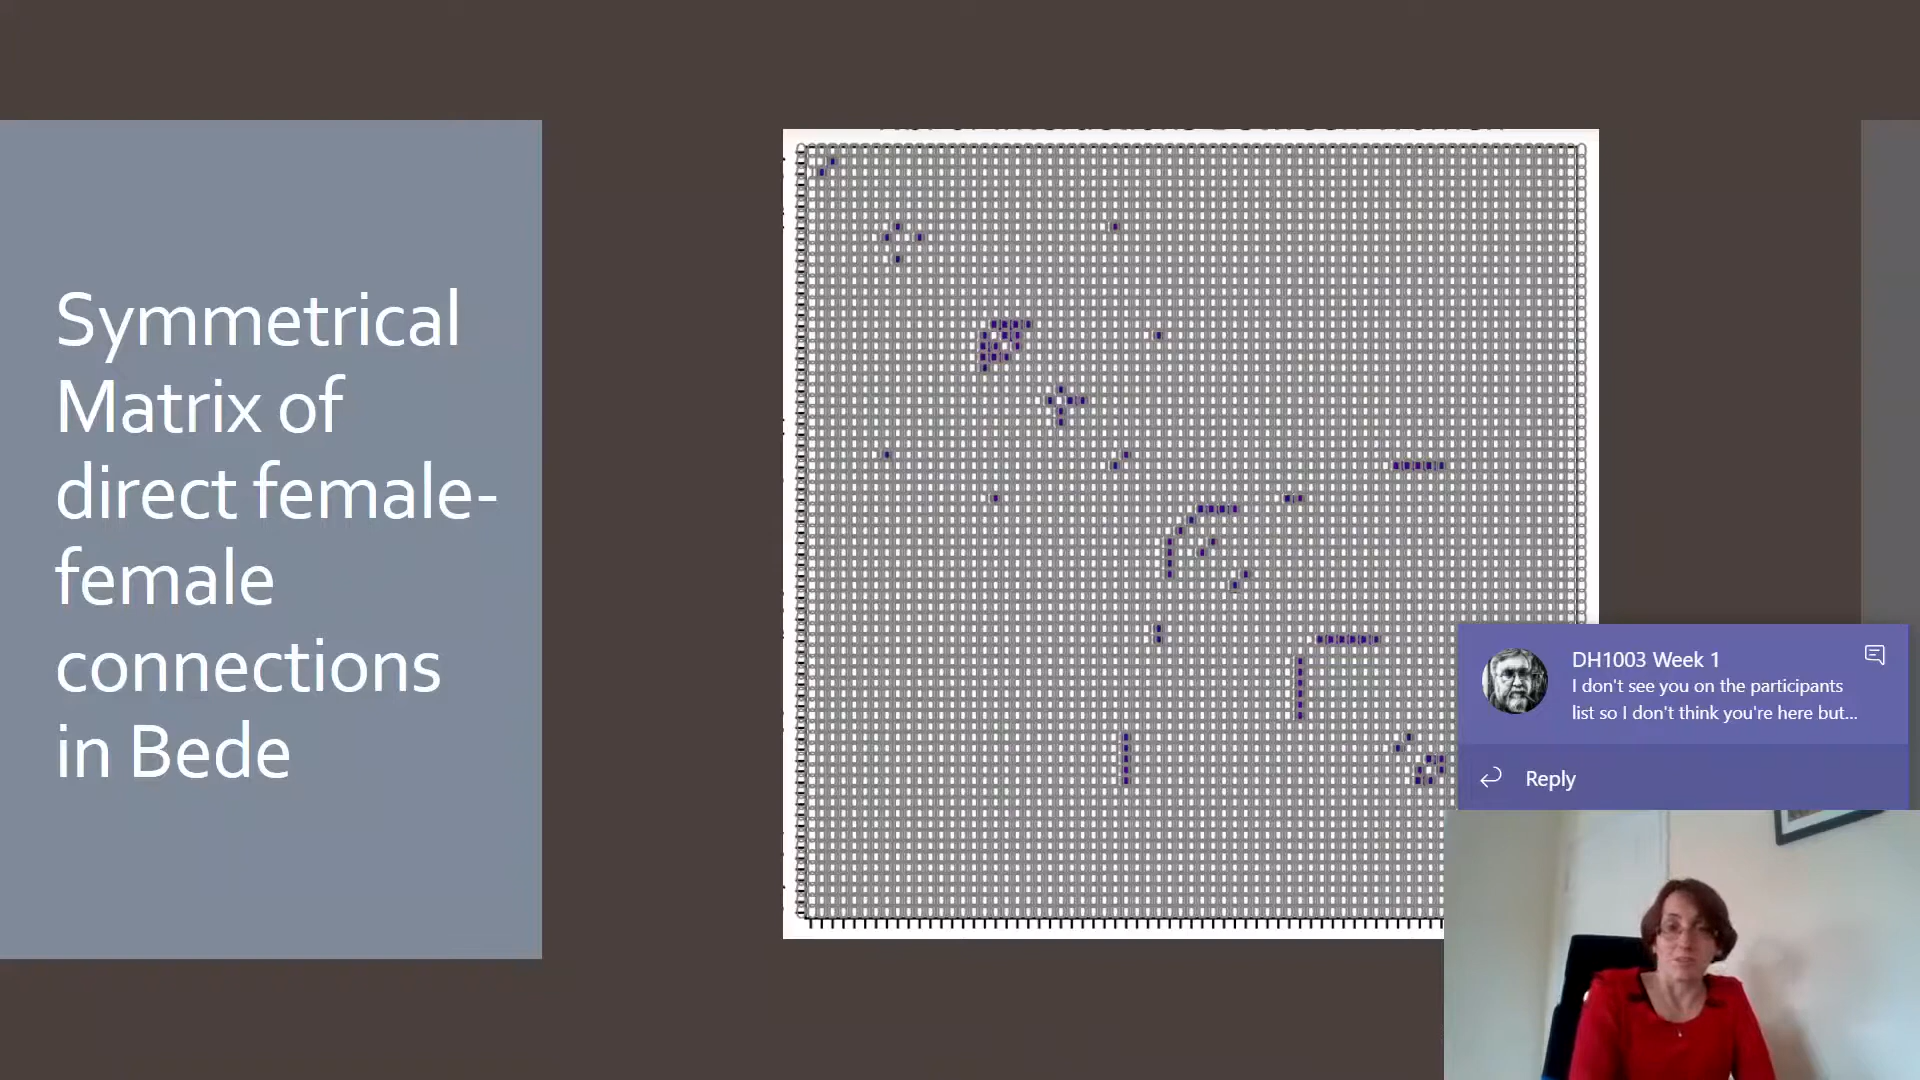 Symmetrical
Matrix of
direct female-
female
connections
in Bede
DH1003 Week 1
I don't see you on the participants
list so I don't think you're here but...
Reply